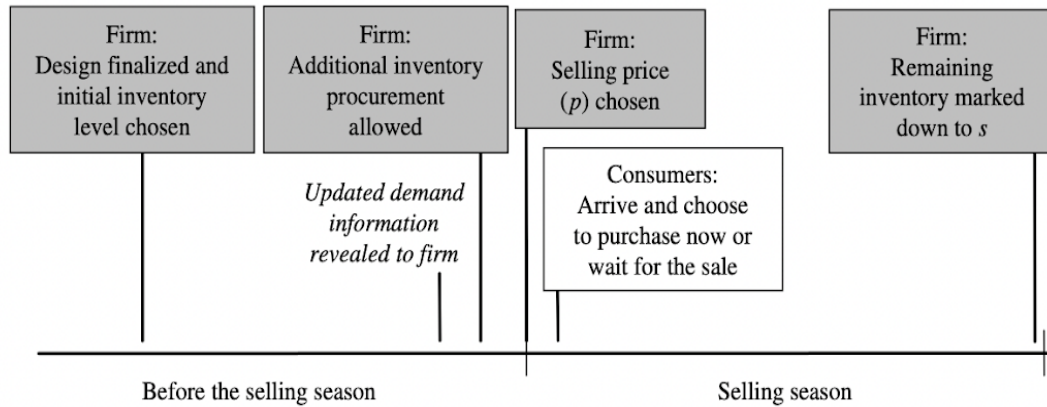 Firm:
Design finalized and
initial inventory
level chosen
Firm:
Additional inventory
procurement
allowed
Firm:
Selling price
(p) chosen
Firm:
Remaining
inventory marked
down to s
Updated demand
information
revealed to firm
Consumers:
Arrive and choose
to purchase now or
wait for the sale
Before the selling season
Selling season